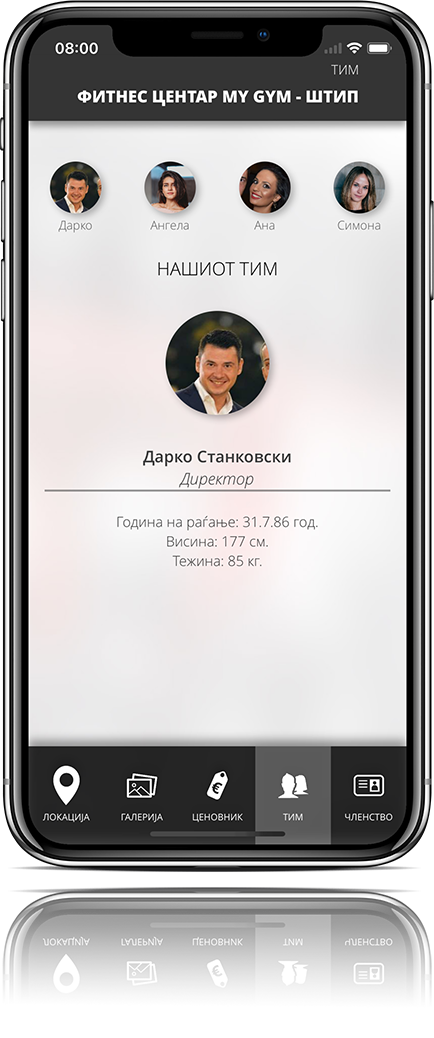 08:00
ТИМ
ФИТНЕС ЦЕНТАР MY GYM - ШТИП
Дарко
Ангела
Ана
Симона
НАШИОТ ТИМ
Дарко Станковски
Директор
Година на раѓање: 31.7.86 год.
Висина: 177 см.
Тежина: 85 кг.
ЛОКАЦИЈА
ГАЛЕРИЈА
ЦЕНОВНИК
ТИМ
ЧЛЕНСТВО